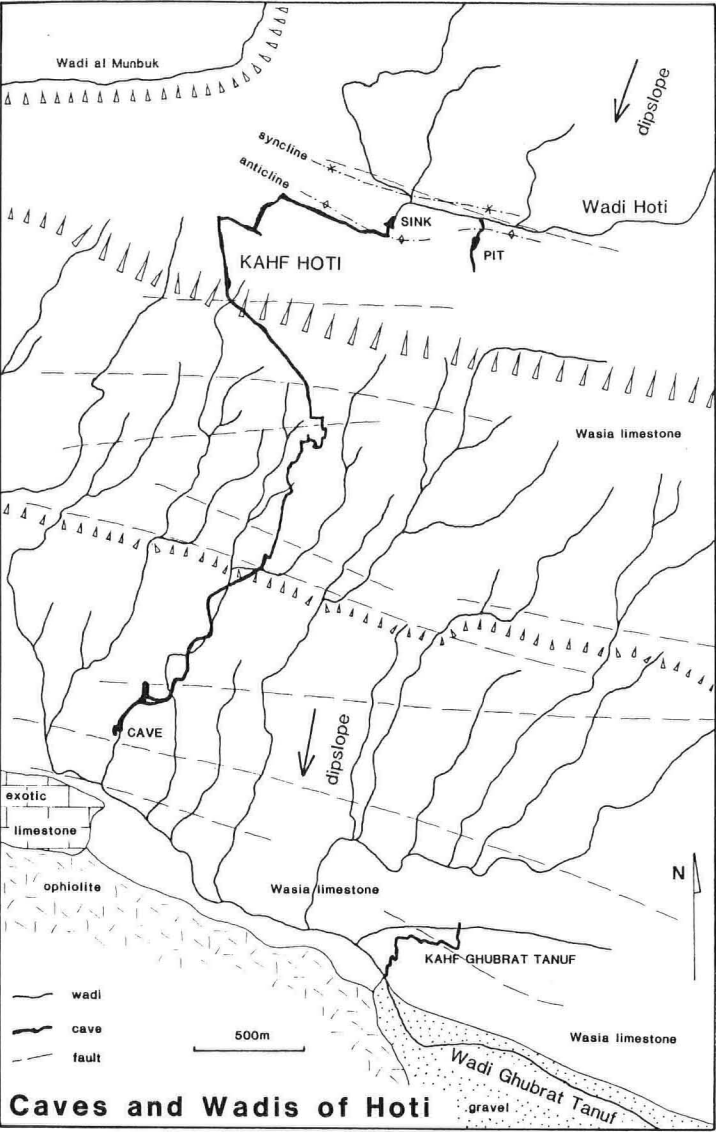 Wadi al Munbuk
dipslope
syncline
anticline
Wadi Hoti
SINK
PIT
KAHF HOTI
Wasia limestone
CAVE
dipslope
exotic
limestone
ophiolite
Wasia limestone
N
KAHF GHUBRAT TANUF
wadi
cave
fault
500m
Wasia limestone
Wadi Ghubrat Tanuf
gravel
Caves and Wadis of Hoti